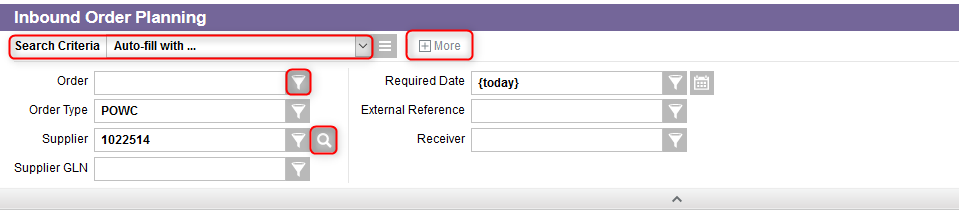 Inbound Order Planning
Search Criteria Auto-fill with ... More
Order Required Date {today}
Order Type POWC External Reference
Supplier 1022514 Receiver
Supplier GLN